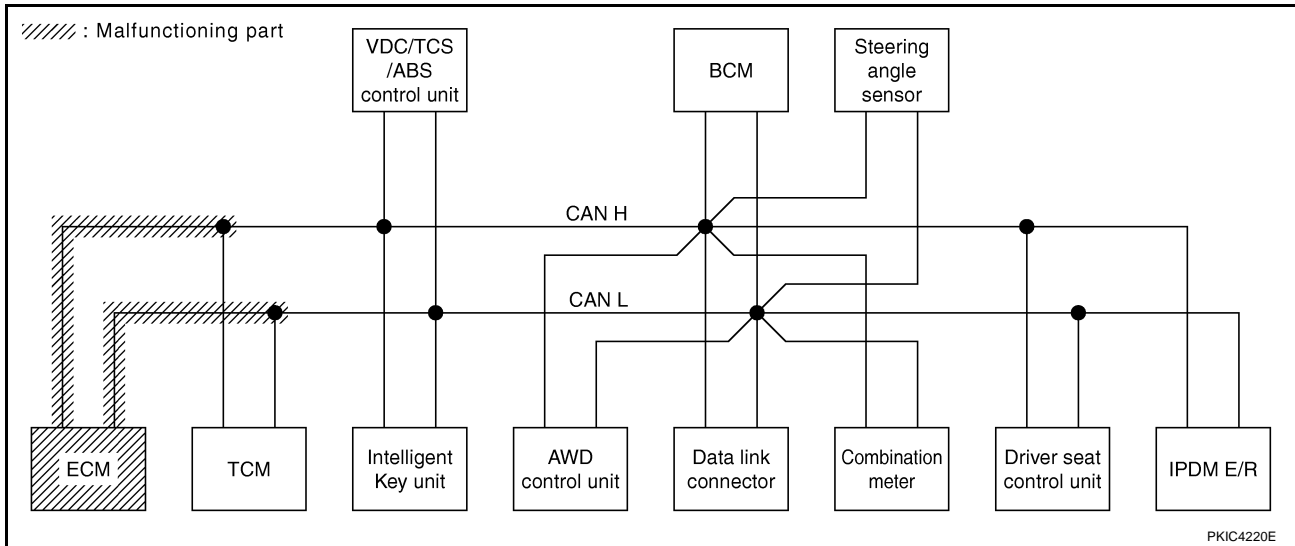 : Malfunctioning part
VDC/TCS
/ABS
control unit
BCM
Steering
angle
sensor
CAN H
CAN L
ECM
TCM
Intelligent
Key unit
AWD
control unit
Data link
connector
Combination
meter
Driver seat
control unit
IPDM E/R
PKIC4220E